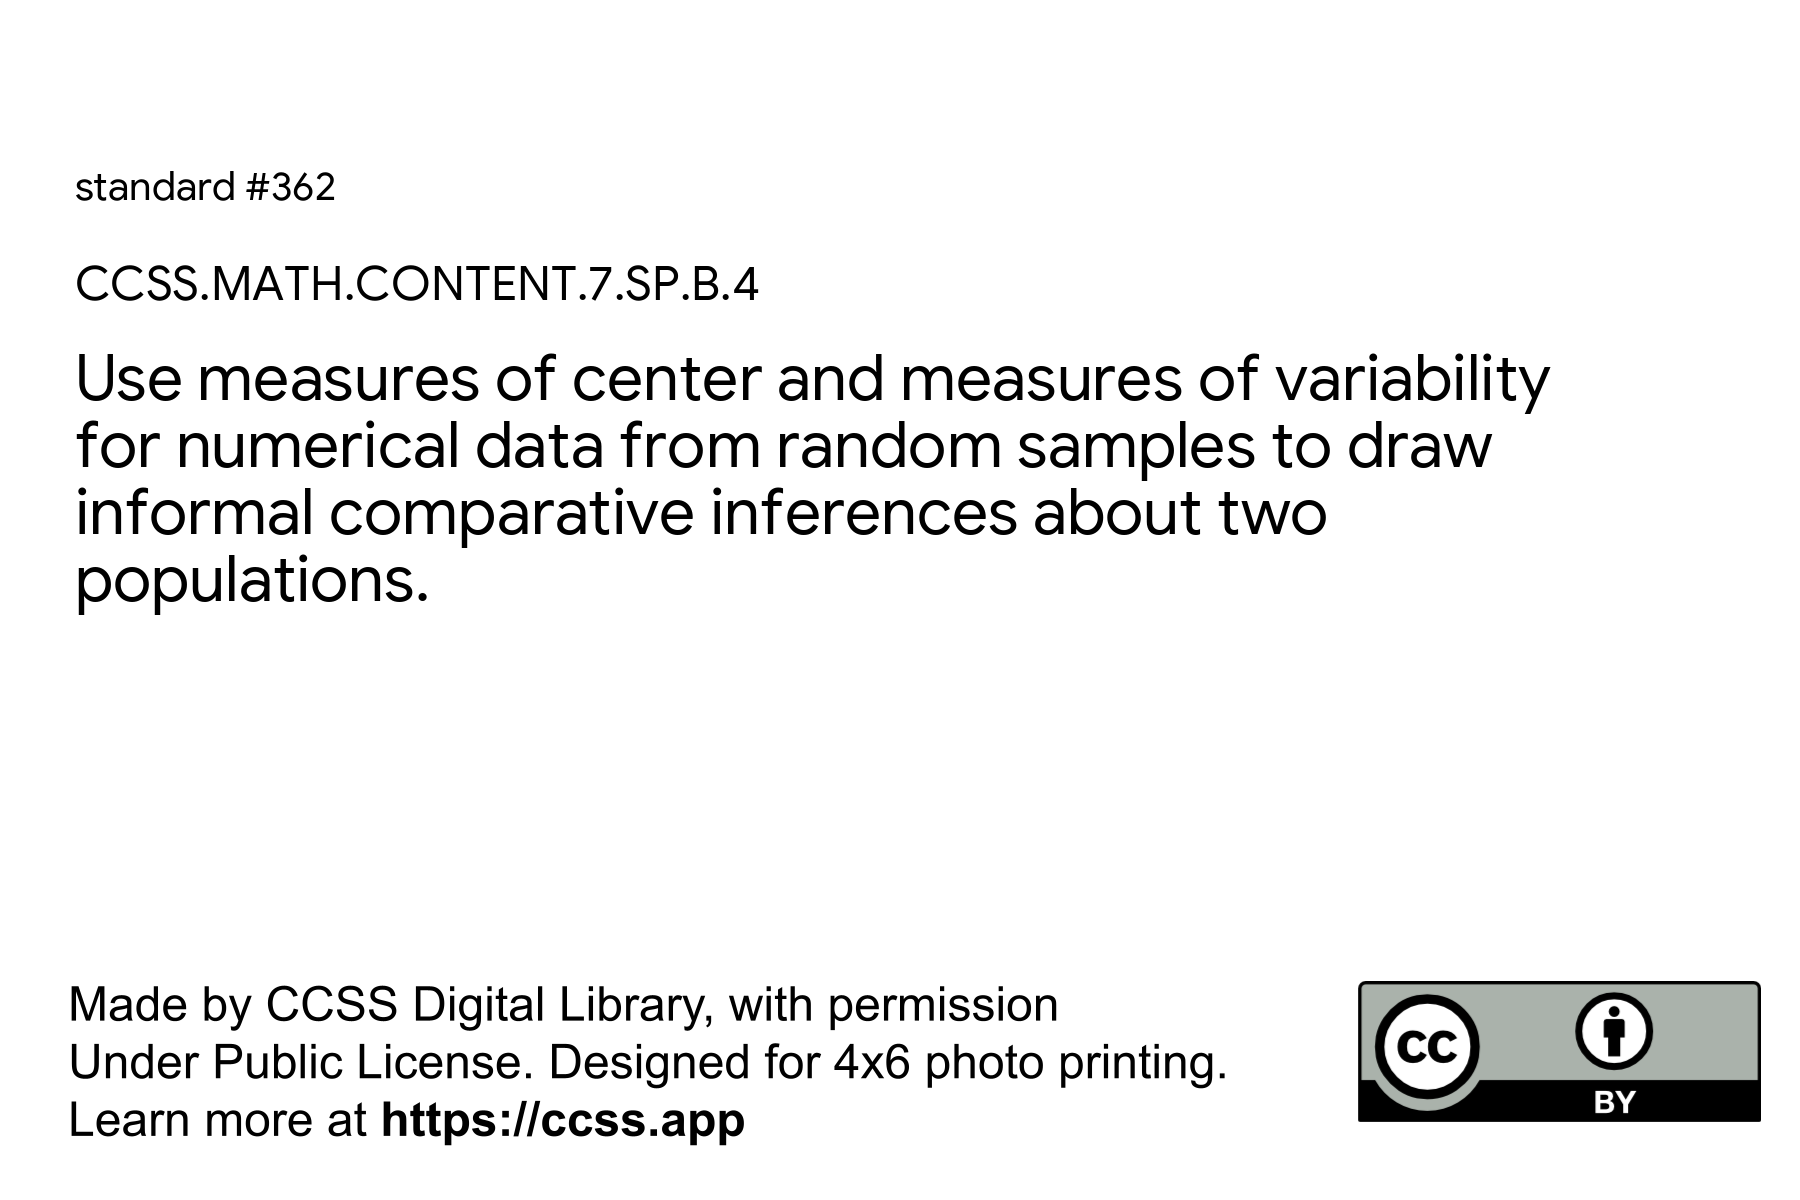 standard #362
CCSS.MATH.CONTENT.7.SP.B.4
Use measures of center and measures of variability
for numerical data from random samples to draw
informal comparative inferences about two
populations.
Made by CCSS Digital Library, with permission
Under Public License. Designed for 4x6 photo printing.
Learn more at https://ccss.app
CC
BY